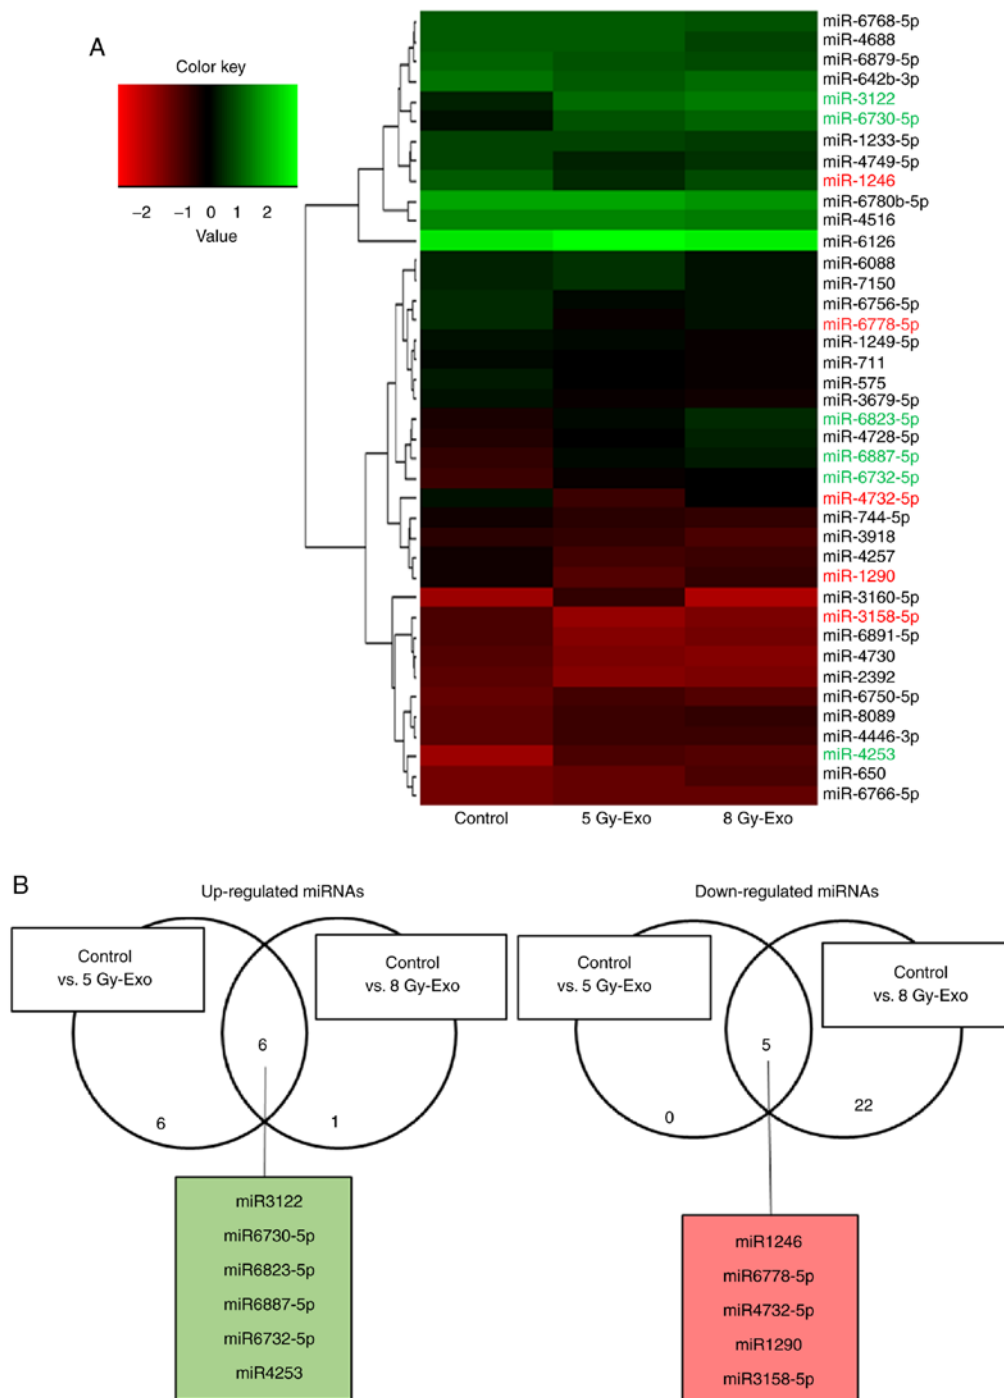 A
Color key
−2 −1 0 1 2
Value
miR-6768-5p
miR-4688
miR-6879-5p
miR-642b-3p
miR-3122
miR-6730-5p
miR-1233-5p
miR-4749-5p
miR-1246
miR-6780b-5p
miR-4516
miR-6126
miR-6088
miR-7150
miR-6756-5p
miR-6778-5p
miR-1249-5p
miR-711
miR-575
miR-3679-5p
miR-6823-5p
miR-4728-5p
miR-6887-5p
miR-6732-5p
miR-4732-5p
miR-744-5p
miR-3918
miR-4257
miR-1290
miR-3160-5p
miR-3158-5p
miR-6891-5p
miR-4730
miR-2392
miR-6750-5p
miR-8089
miR-4446-3p
miR-4253
miR-650
miR-6766-5p
Control 5 Gy-Exo 8 Gy-Exo
B
Up-regulated miRNAs
Control
vs. 5 Gy-Exo
Control
vs. 8 Gy-Exo
6
6
1
miR3122
miR6730-5p
miR6823-5p
miR6887-5p
miR6732-5p
miR4253
Down-regulated miRNAs
Control
vs. 5 Gy-Exo
Control
vs. 8 Gy-Exo
5
0
22
miR1246
miR6778-5p
miR4732-5p
miR1290
miR3158-5p